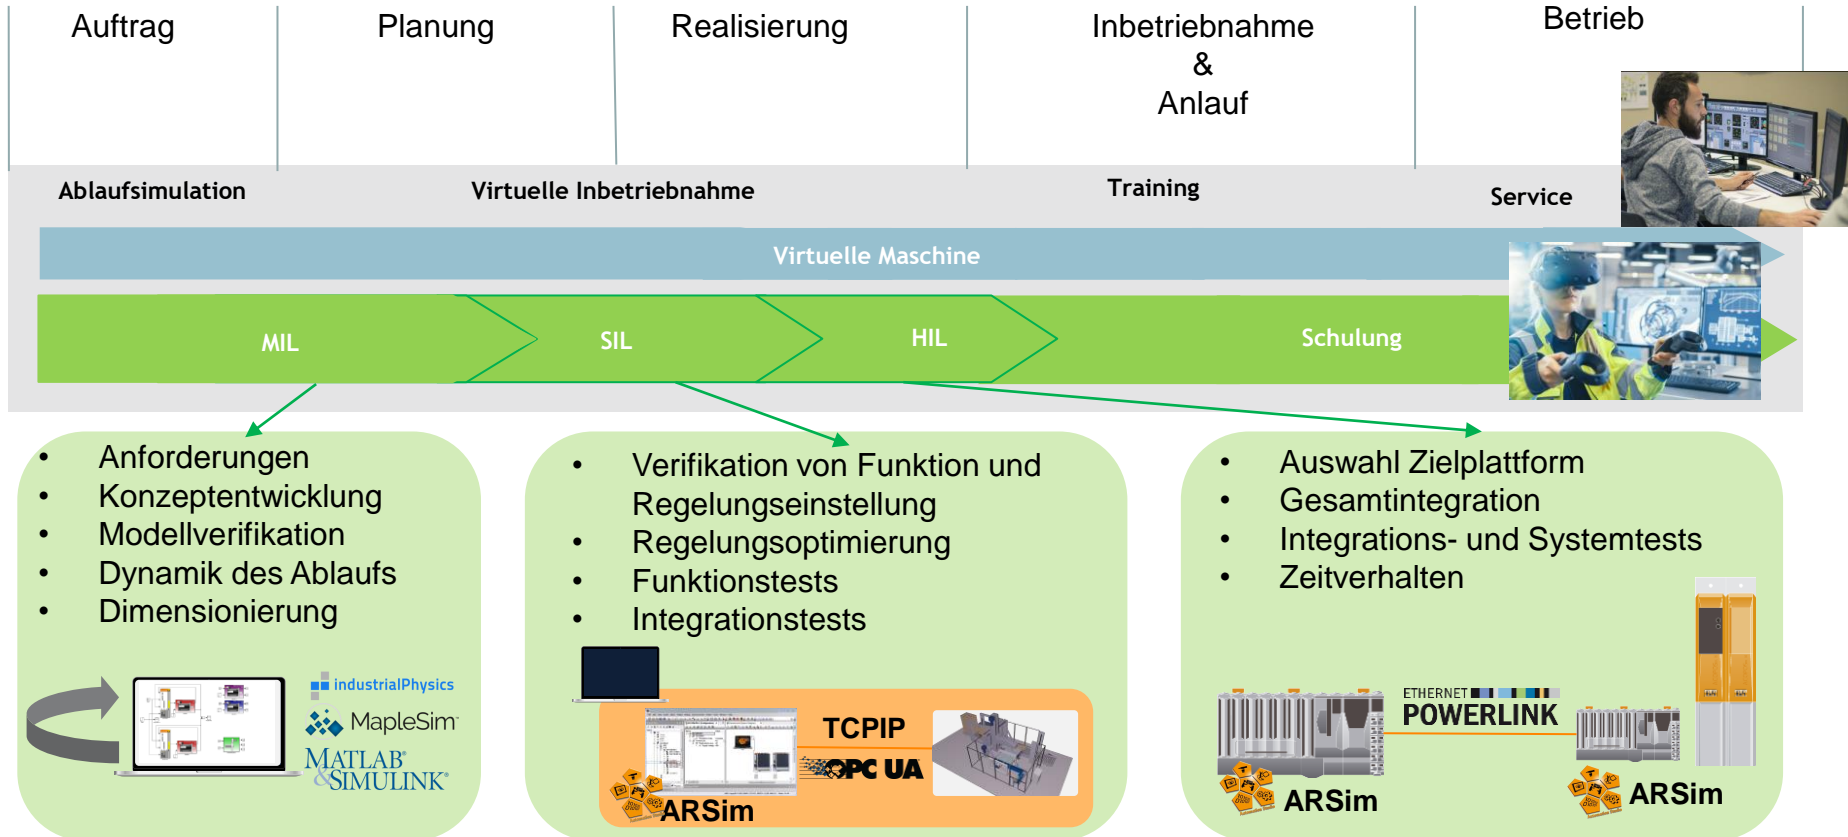 Auftrag
Planung
Realisierung
Inbetriebnahme
&
Anlauf
Betrieb
Ablaufsimulation
Virtuelle Inbetriebnahme
Training
Service
Virtuelle Maschine
MIL
SIL
HIL
Schulung
• Anforderungen
• Konzeptentwicklung
• Modellverifikation
• Dynamik des Ablaufs
• Dimensionierung
industrialPhysics
MapleSim
MATLAB®
&SIMULINK®
• Verifikation von Funktion und
Regelungseinstellung
• Regelungsoptimierung
• Funktionstests
• Integrationstests
TCPIP
OPC UA
ARSim
• Auswahl Zielplattform
• Gesamtintegration
• Integrations- und Systemtests
• Zeitverhalten
ETHERNET
POWERLINK
ARSim
ARSim